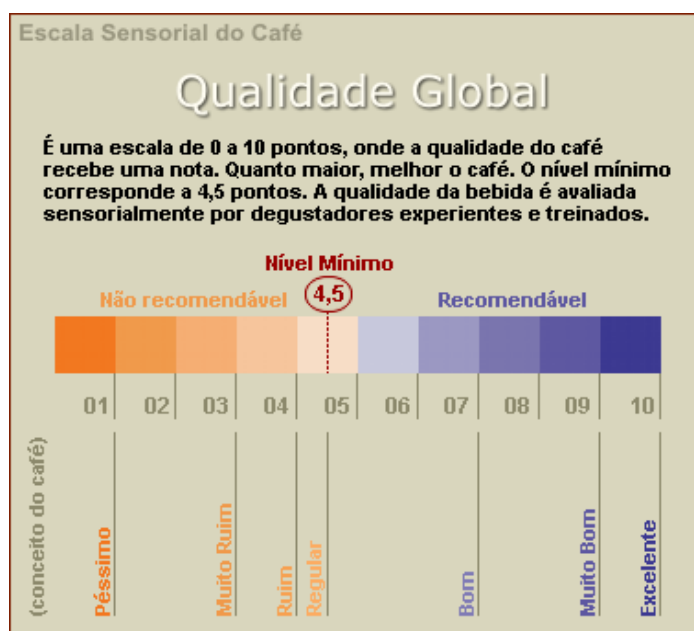 Escala Sensorial do Café
Qualidade Global
É uma escala de 0 a 10 pontos, onde a qualidade do café
recebe uma nota. Quanto maior, melhor o café. O nível mínimo
corresponde a 4,5 pontos. A qualidade da bebida é avaliada
sensorialmente por degustadores experientes e treinados.
Nível Mínimo
Não recomendável 4,5 Recomendável
01 02 03 04 05 06 07 08 09 10
(conceito do café)
Péssimo
Muito Ruim
Ruim
Regular
Bom
Muito Bom
Excelente